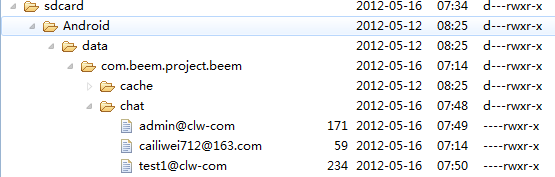 sdcard 2012-05-16 07:34 d---rwxr-x
Android 2012-05-12 08:25 d---rwxr-x
data 2012-05-12 08:25 d---rwxr-x
com.beem.project.beem 2012-05-16 07:14 d---rwxr-x
cache 2012-05-12 08:25 d---rwxr-x
chat 2012-05-16 07:48 d---rwxr-x
admin@clw-com 171 2012-05-16 07:49 ----rwxr-x
cailiwei712@163.com 59 2012-05-16 07:14 ----rwxr-x
test1@clw-com 234 2012-05-16 07:50 ----rwxr-x